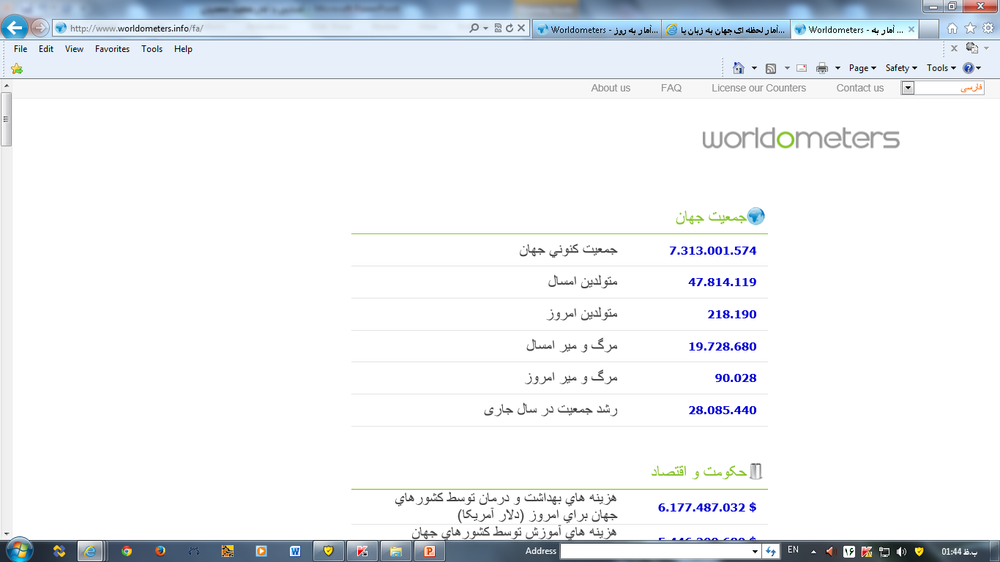 http://www.worldometers.info/fa/
Worldometers - آمار به روز...
آمار لحظه ای جهان به زبان پا...
Worldometers - آمار به ...
File Edit View Favorites Tools Help
Page Safety Tools
About us FAQ License our Counters Contact us فارسی
worldometers
جمعیت جهان
7.313.001.574 جمعیت کنوني جهان
47.814.119 متولدین امسال
218.190 متولدین امروز
19.728.680 مرگ و میر امسال
90.028 مرگ و میر امروز
28.085.440 رشد جمعیت در سال جاری
حکومت و اقتصاد
6.177.487.032 $ هزینه هاي بهداشت و درمان توسط کشورهاي
جهان براي امروز (دلار آمریکا)
هزینه هاي آموزش توسط کشورهاي جهان
Address EN ۱۶ 01:44 ب.ظ